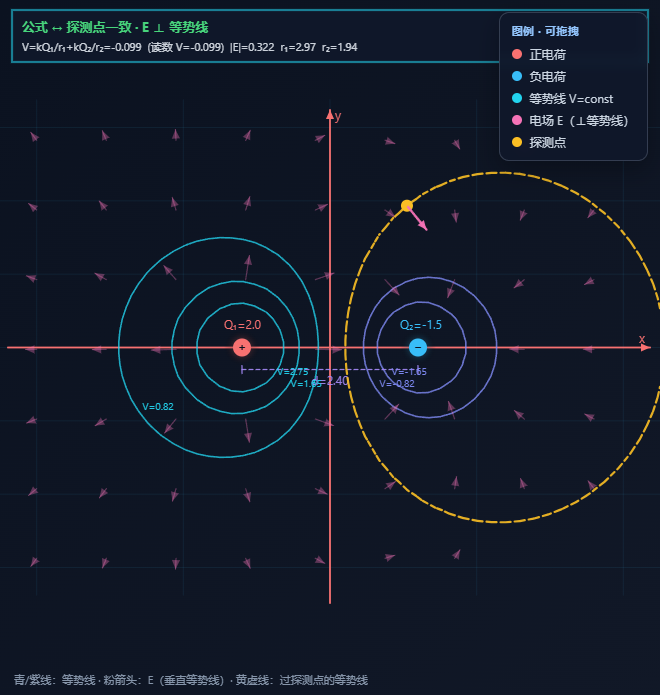 公式 ↔ 探测点一致 · E ⊥ 等势线
V=kQ₁/r₁+kQ₂/r₂=-0.099 (读数 V=-0.099) |E|=0.322 r₁=2.97 r₂=1.94
图例 · 可拖拽
正电荷
负电荷
等势线 V=const
电场 E（⊥等势线）
探测点
y
Q₁=2.0
Q₂=-1.5
+
−
x
V=2.75
V=-1.65
V=1.65
=2.40
V=-0.82
V=0.82
青/紫线：等势线 · 粉箭头：E（垂直等势线） · 黄虚线：过探测点的等势线